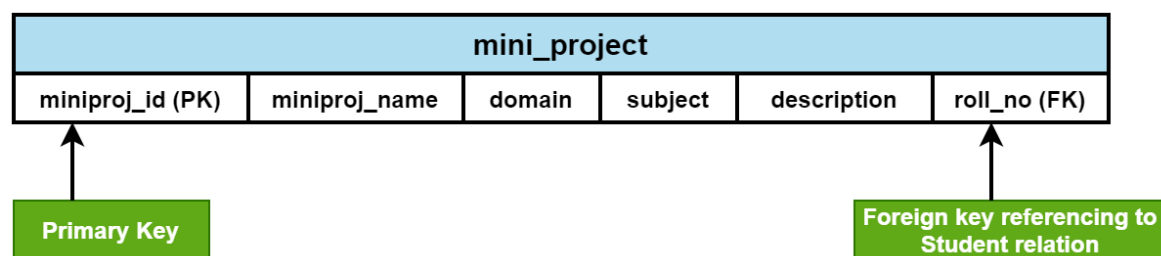 mini_project
miniproj_id (PK) miniproj_name domain subject description roll_no (FK)
Primary Key
Foreign key referencing to
Student relation